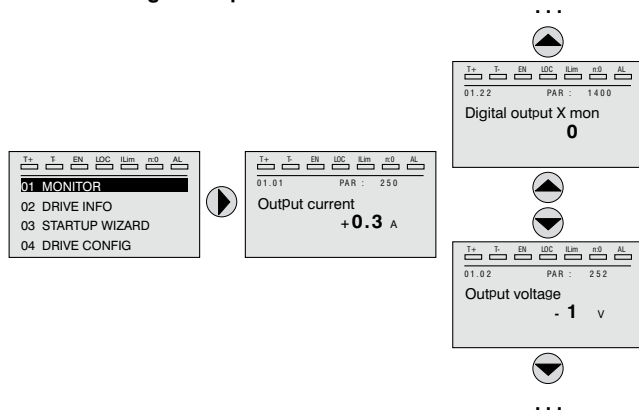 . . .
T+ T- EN LOC ILim n:0 AL
01.22 PAR : 1400
Digital output X mon
0
T+ T- EN LOC ILim n:0 AL
01 MONITOR
02 DRIVE INFO
03 STARTUP WIZARD
04 DRIVE CONFIG
T+ T- EN LOC ILim n:0 AL
01.01 PAR : 250
Output current
+0.3 A
T+ T- EN LOC ILim n:0 AL
01.02 PAR : 252
Output voltage
- 1 V
. . .